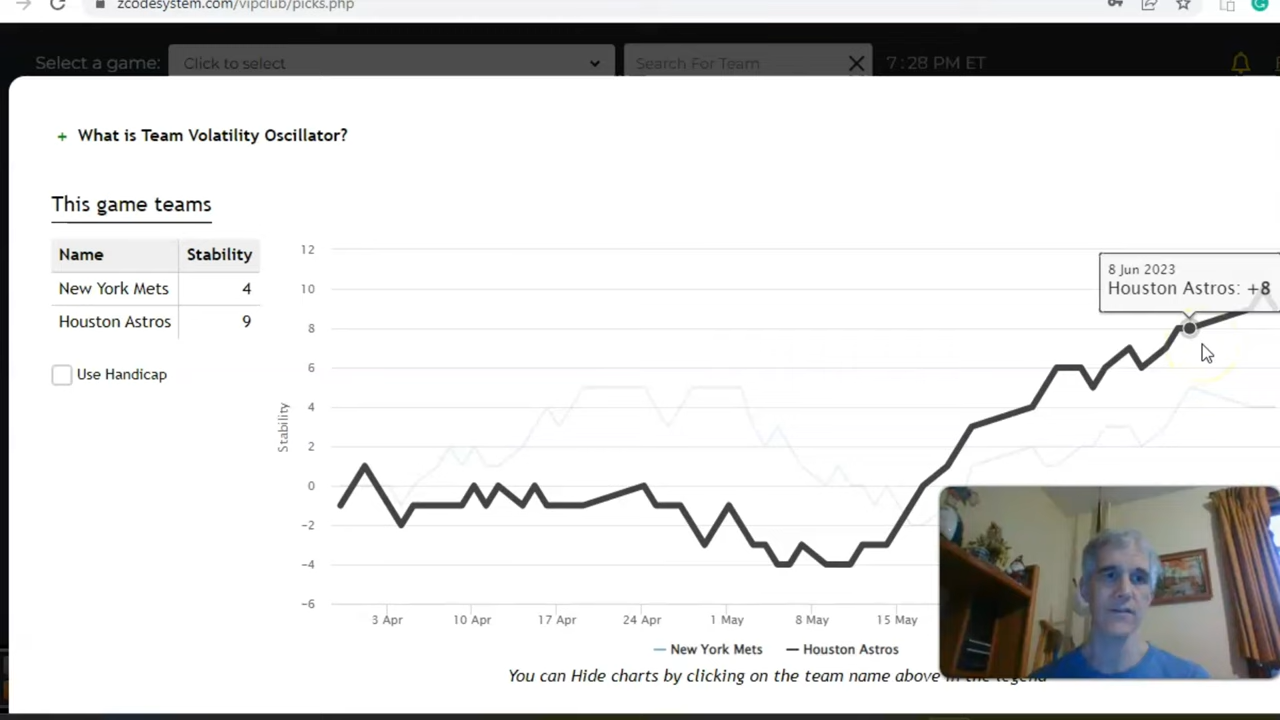 zcodesystem.com/vipclub/picks.php
Select a game: Click to select Search For Team 7:28 PM ET
+ What is Team Volatility Oscillator?
This game teams
Name Stability
New York Mets 4
Houston Astros 9
Use Handicap
8 Jun 2023
Houston Astros: +8
12
10
8
6
4
2
0
-2
-4
-6
Stability
3 Apr 10 Apr 17 Apr 24 Apr 1 May 8 May 15 May
New York Mets Houston Astros
You can Hide charts by clicking on the team name above in the legend